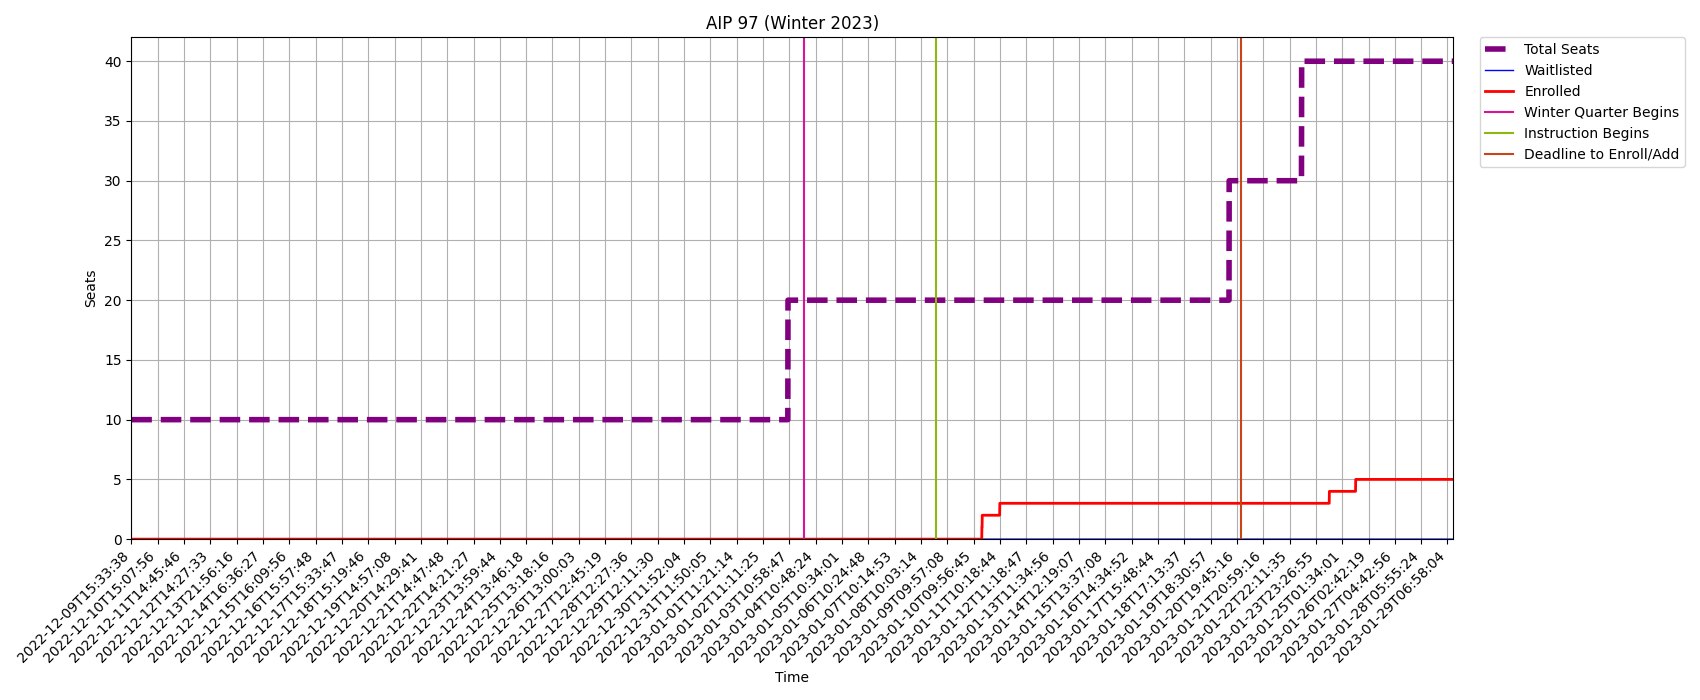 AIP 97 (Winter 2023)
Total Seats
Waitlisted
Enrolled
Winter Quarter Begins
Instruction Begins
Deadline to Enroll/Add
Seats
40
35
30
25
20
15
10
5
0
2022-12-09T15:33:38
2022-12-10T15:07:56
2022-12-11T14:45:46
2022-12-12T14:27:33
2022-12-13T21:56:16
2022-12-14T16:36:27
2022-12-15T16:09:56
2022-12-16T15:57:48
2022-12-17T15:33:47
2022-12-18T15:19:46
2022-12-19T14:57:08
2022-12-20T14:29:41
2022-12-21T14:47:48
2022-12-22T14:21:27
2022-12-23T13:59:44
2022-12-24T13:46:18
2022-12-25T13:18:16
2022-12-26T13:00:03
2022-12-27T12:45:19
2022-12-28T12:27:36
2022-12-29T12:11:30
2022-12-30T11:52:04
2022-12-31T11:50:05
2023-01-01T11:21:14
2023-01-02T11:11:25
2023-01-03T10:58:47
2023-01-04T10:48:24
2023-01-05T10:34:01
2023-01-06T10:24:48
2023-01-07T10:14:53
2023-01-08T10:03:14
2023-01-09T09:57:08
2023-01-10T09:56:45
2023-01-11T10:18:44
2023-01-12T11:18:47
2023-01-13T11:34:56
2023-01-14T12:19:07
2023-01-15T13:37:08
2023-01-16T14:34:52
2023-01-17T15:48:44
2023-01-18T17:13:37
2023-01-19T18:30:57
2023-01-20T19:45:16
2023-01-21T20:59:16
2023-01-22T22:11:35
2023-01-23T23:26:55
2023-01-25T01:34:01
2023-01-26T02:42:19
2023-01-27T04:42:56
2023-01-28T05:55:24
2023-01-29T06:58:04
Time